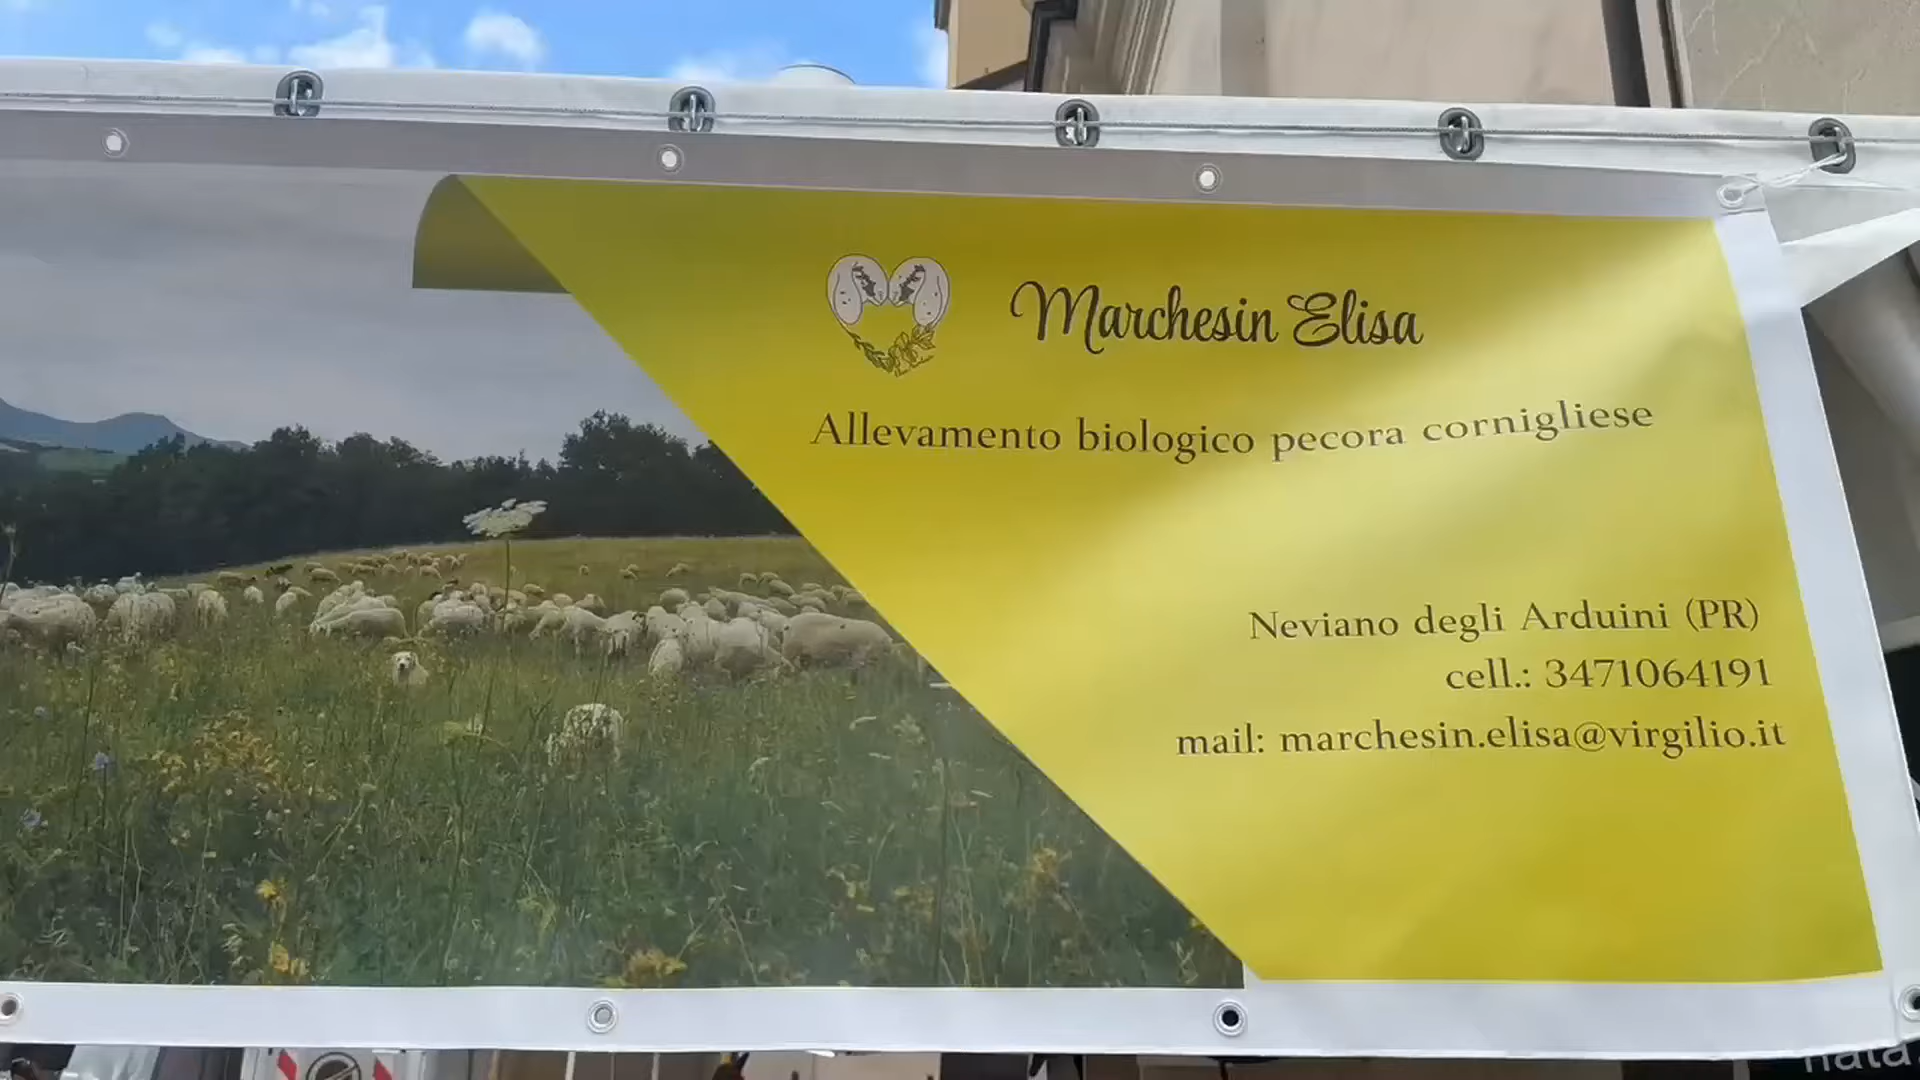 Marchesin Elisa
Allevamento biologico pecora cornigliese
Neviano degli Arduini (PR)
cell.: 3471064191
mail: marchesin.elisa@virgilio.it